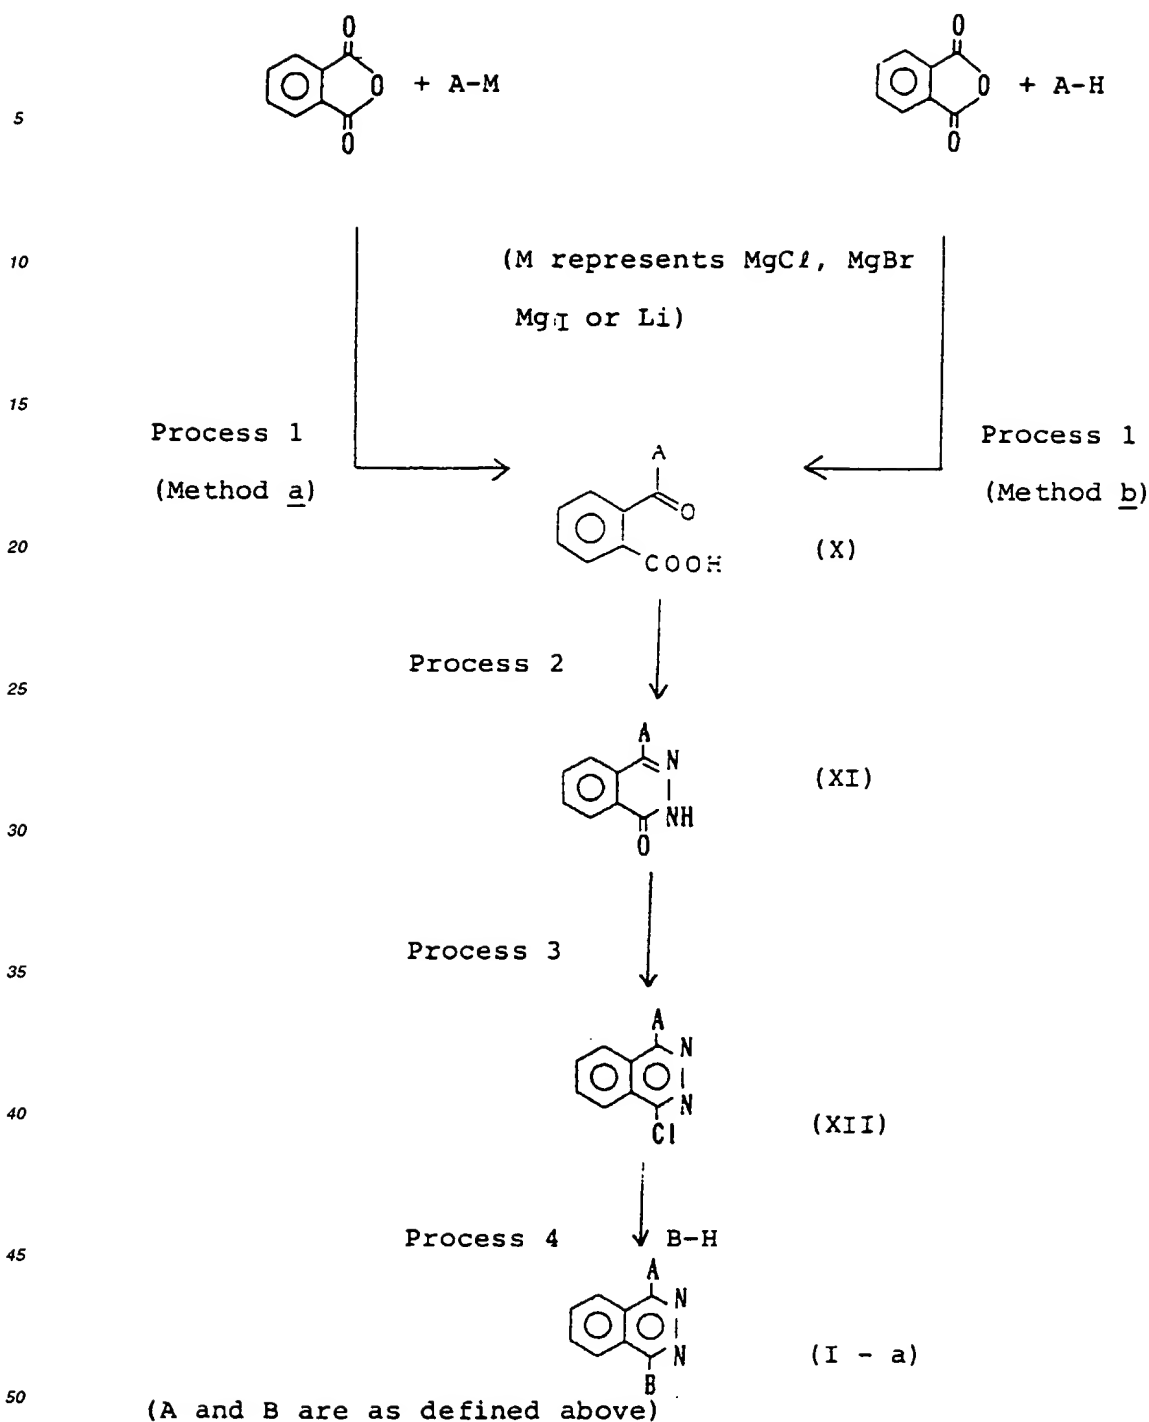 O
O + A-M
O
O
O + A-H
O
5
10
(M represents MgCℓ, MgBr
MgI or Li)
15
Process 1
(Method a)
Process 1
(Method b)
A
O
COOH
20
(X)
Process 2
25
A
N
NH
O
(XI)
30
Process 3
35
A
N
N
Cl
40
(XII)
Process 4
B-H
45
A
N
N
B
(I - a)
50
(A and B are as defined above)